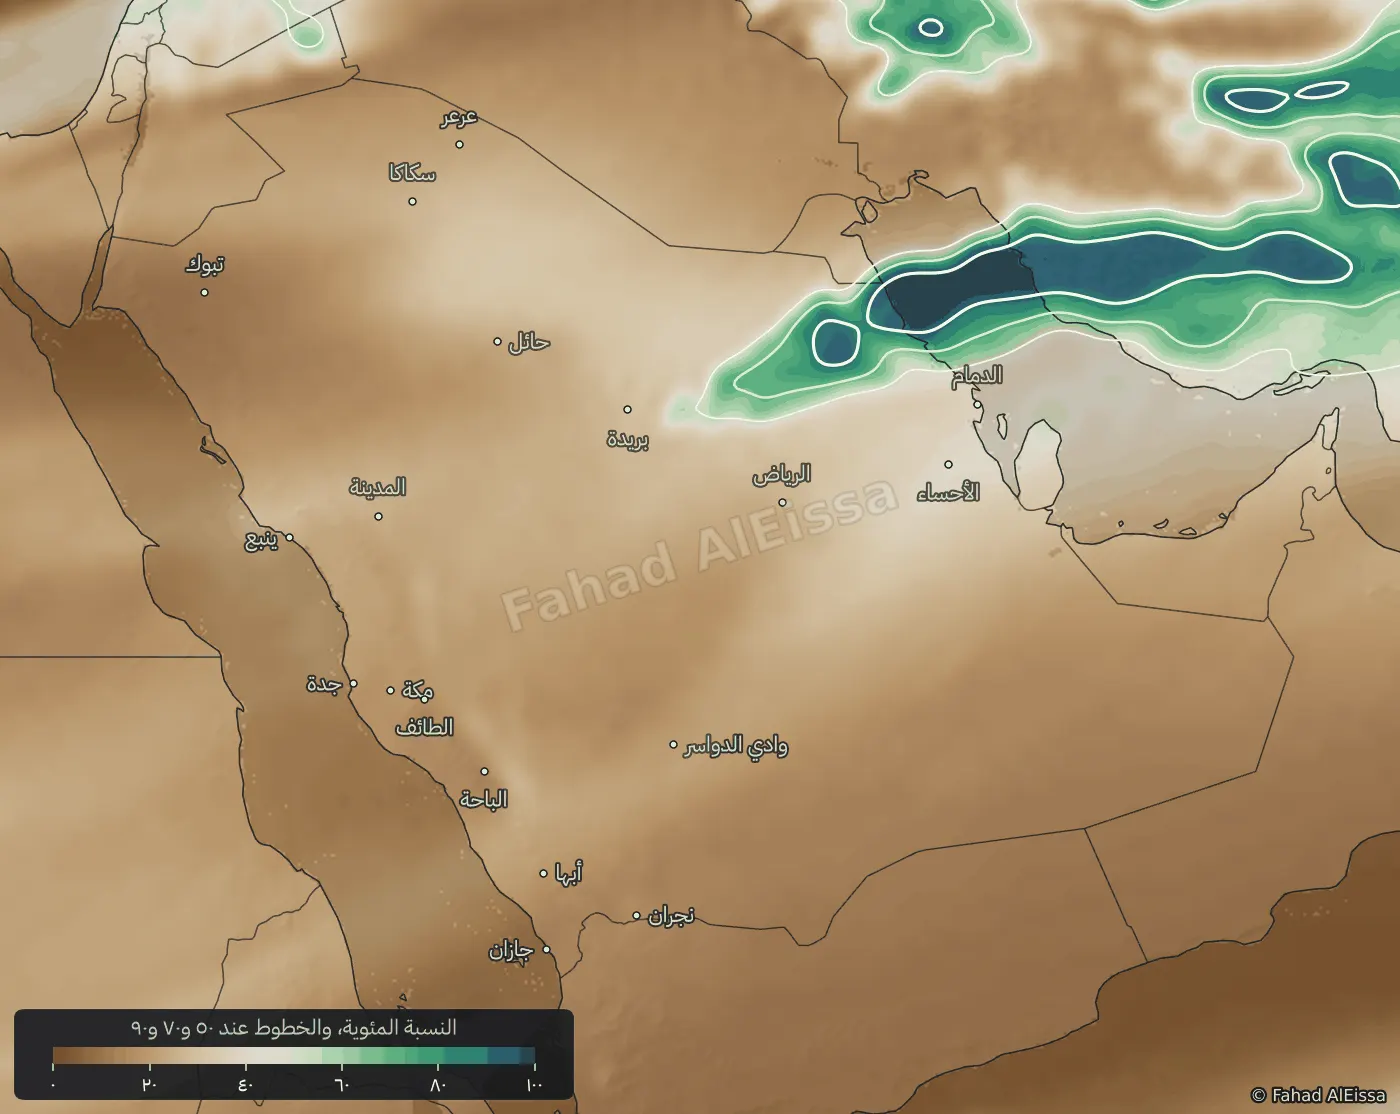 عرعر
سكاكا
تبوك
حائل
الدمام
بريدة
الرياض
المدينة
الأحساء
ينبع
Fahad AlEissa
جدة
مكة
الطائف
وادي الدواسر
الباحة
أبها
نجران
جازان
النسبة المئوية، والخطوط عند ٥٠ و٧٠ و٩٠
٠ ٢٠ ٤٠ ٦٠ ٨٠ ١٠٠
© Fahad AlEissa